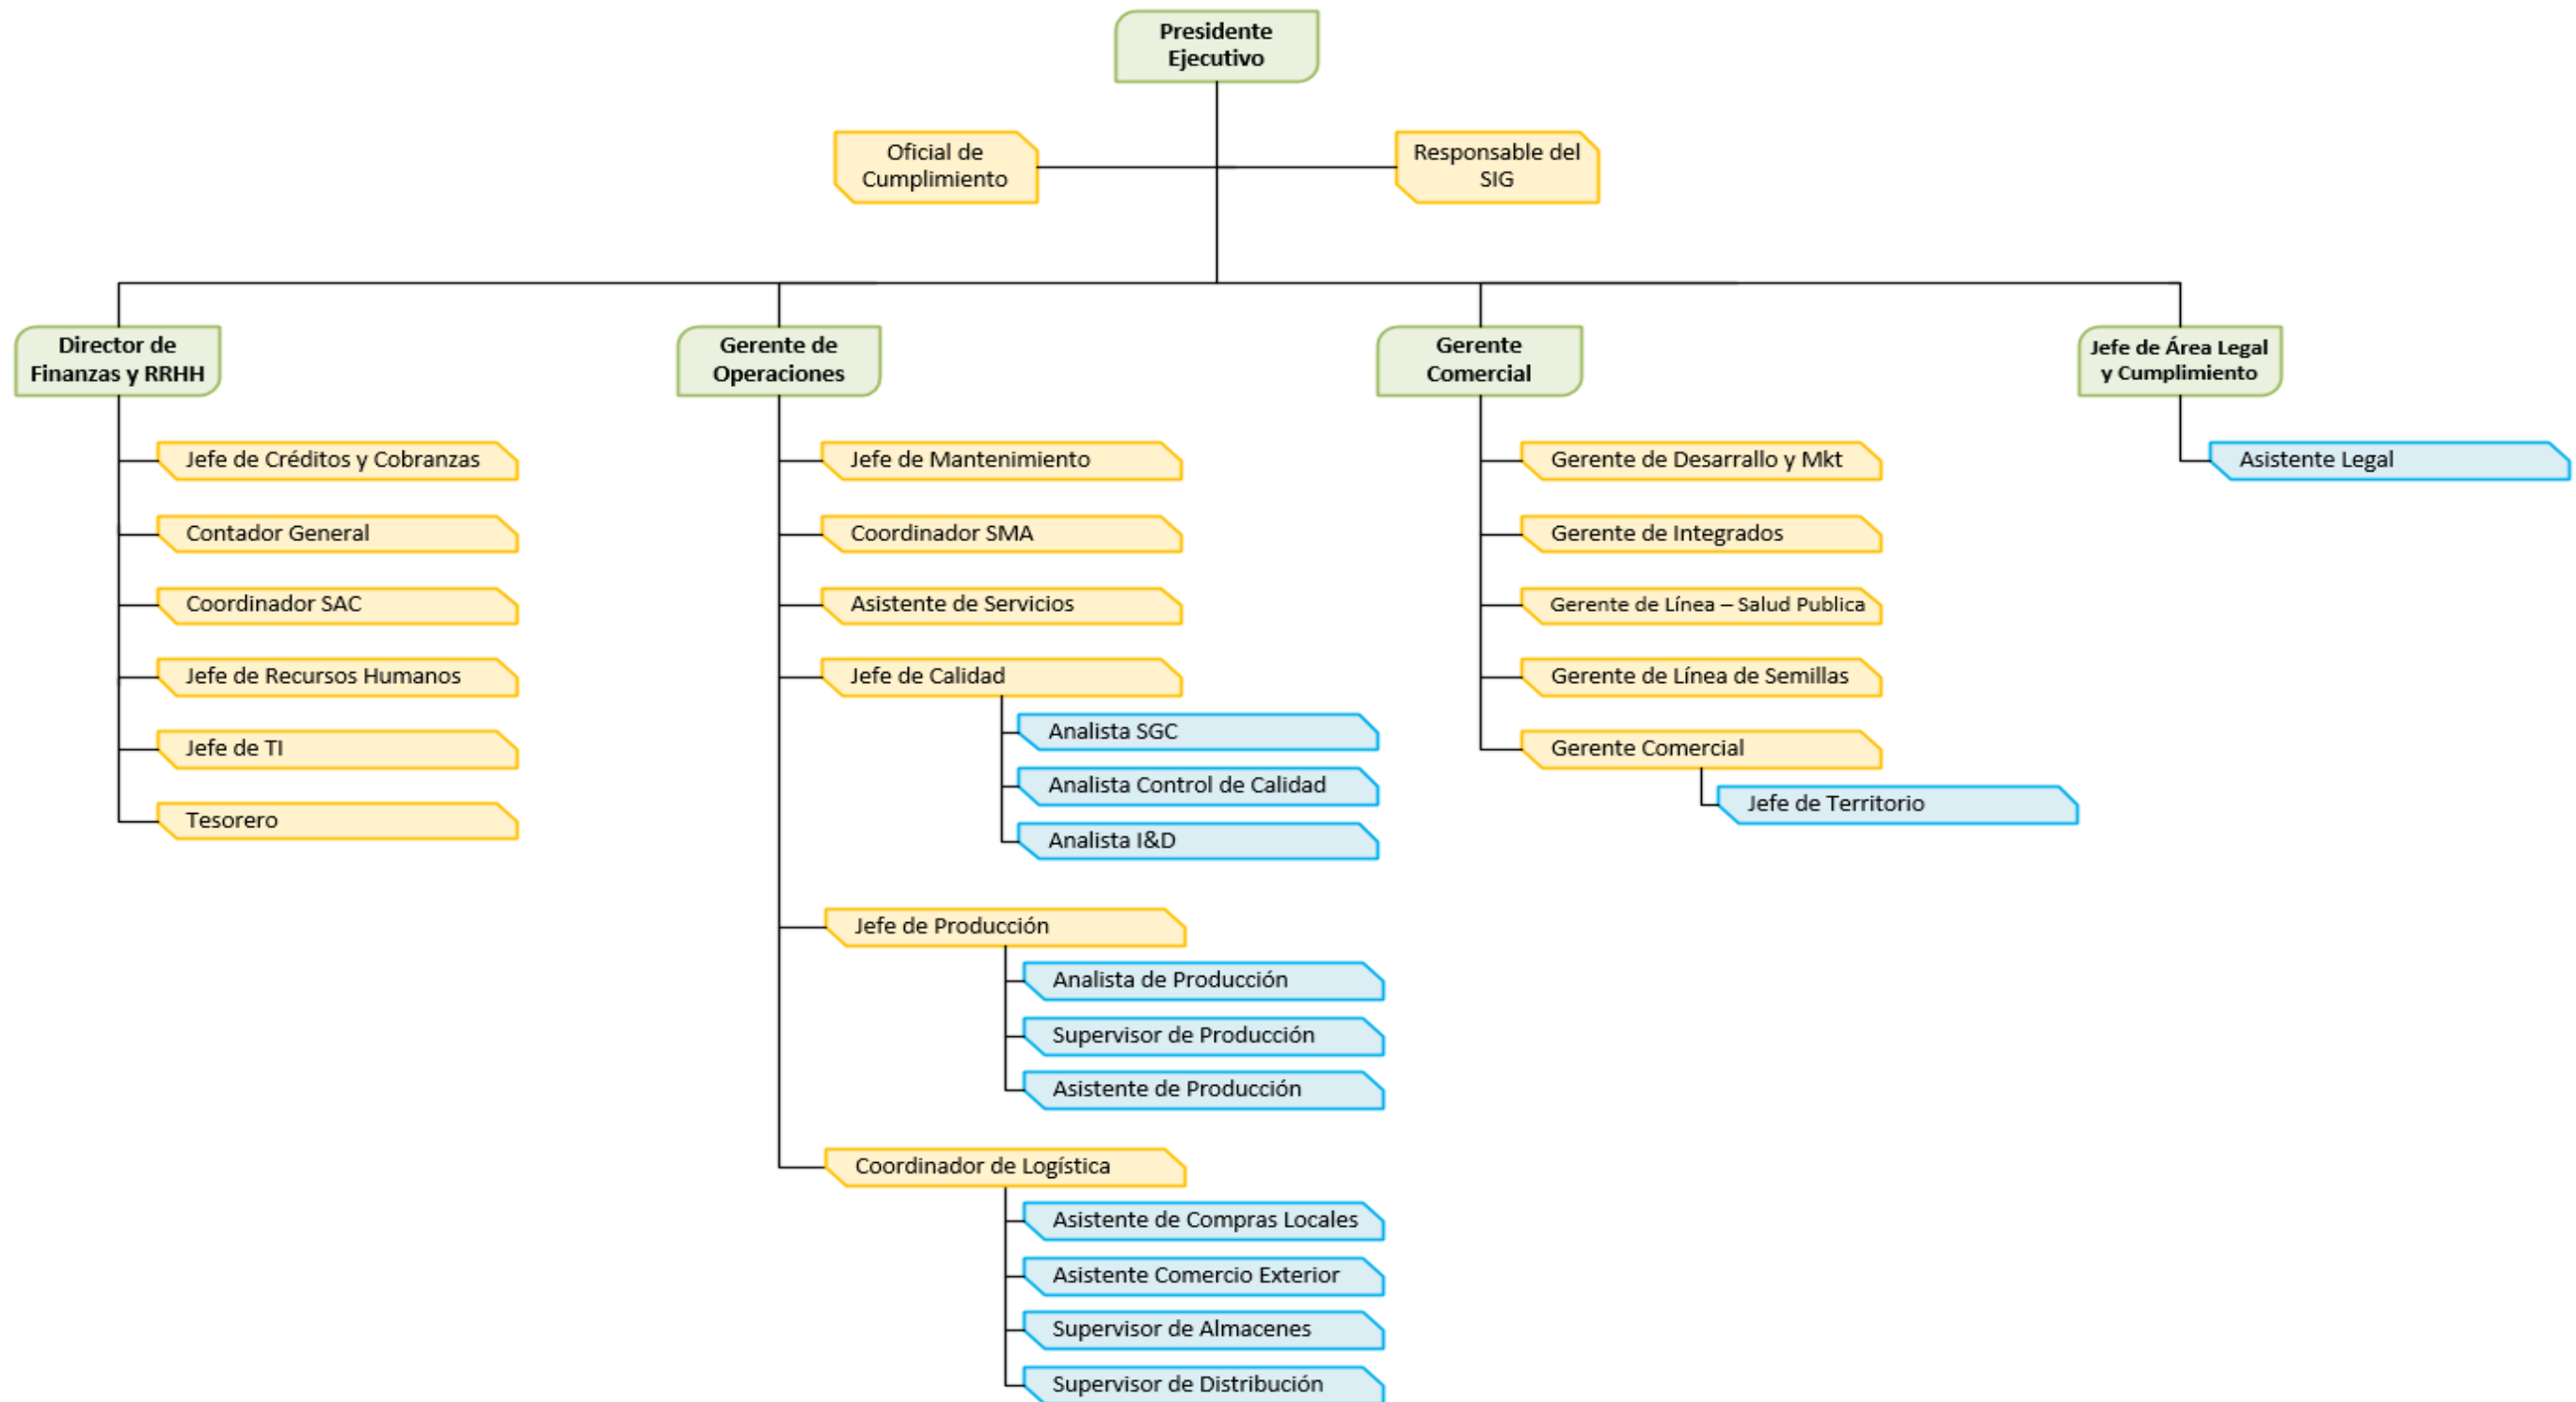 Presidente
Ejecutivo
Oficial de
Cumplimiento
Responsable del
SIG
Director de
Finanzas y RRHH
Jefe de Créditos y Cobranzas
Contador General
Coordinador SAC
Jefe de Recursos Humanos
Jefe de TI
Tesorero
Gerente de
Operaciones
Jefe de Mantenimiento
Coordinador SMA
Asistente de Servicios
Jefe de Calidad
Analista SGC
Analista Control de Calidad
Analista I&D
Jefe de Producción
Analista de Producción
Supervisor de Producción
Asistente de Producción
Coordinador de Logística
Asistente de Compras Locales
Asistente Comercio Exterior
Supervisor de Almacenes
Supervisor de Distribución
Gerente
Comercial
Gerente de Desarrallo y Mkt
Gerente de Integrados
Gerente de Línea – Salud Publica
Gerente de Línea de Semillas
Gerente Comercial
Jefe de Territorio
Jefe de Área Legal
y Cumplimiento
Asistente Legal